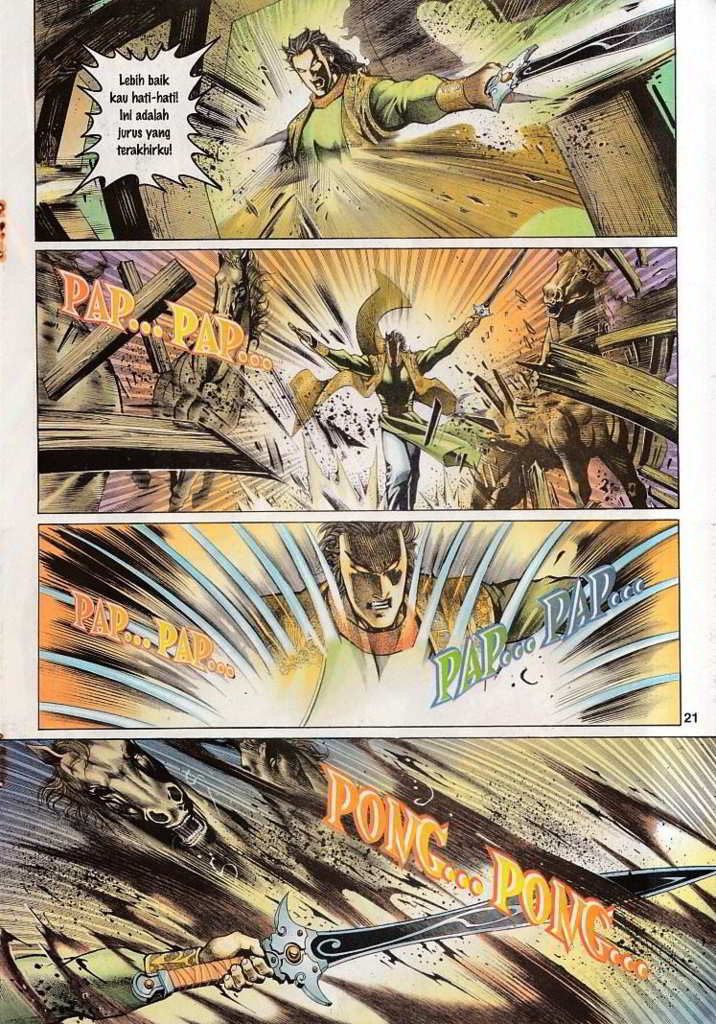 Lebih baik
kau hati-hati!
Ini adalah
jurus yang
terakhirku!
PAP... PAP...
PAP... PAP...
PAP... PAP...
21
PONG... PONG...